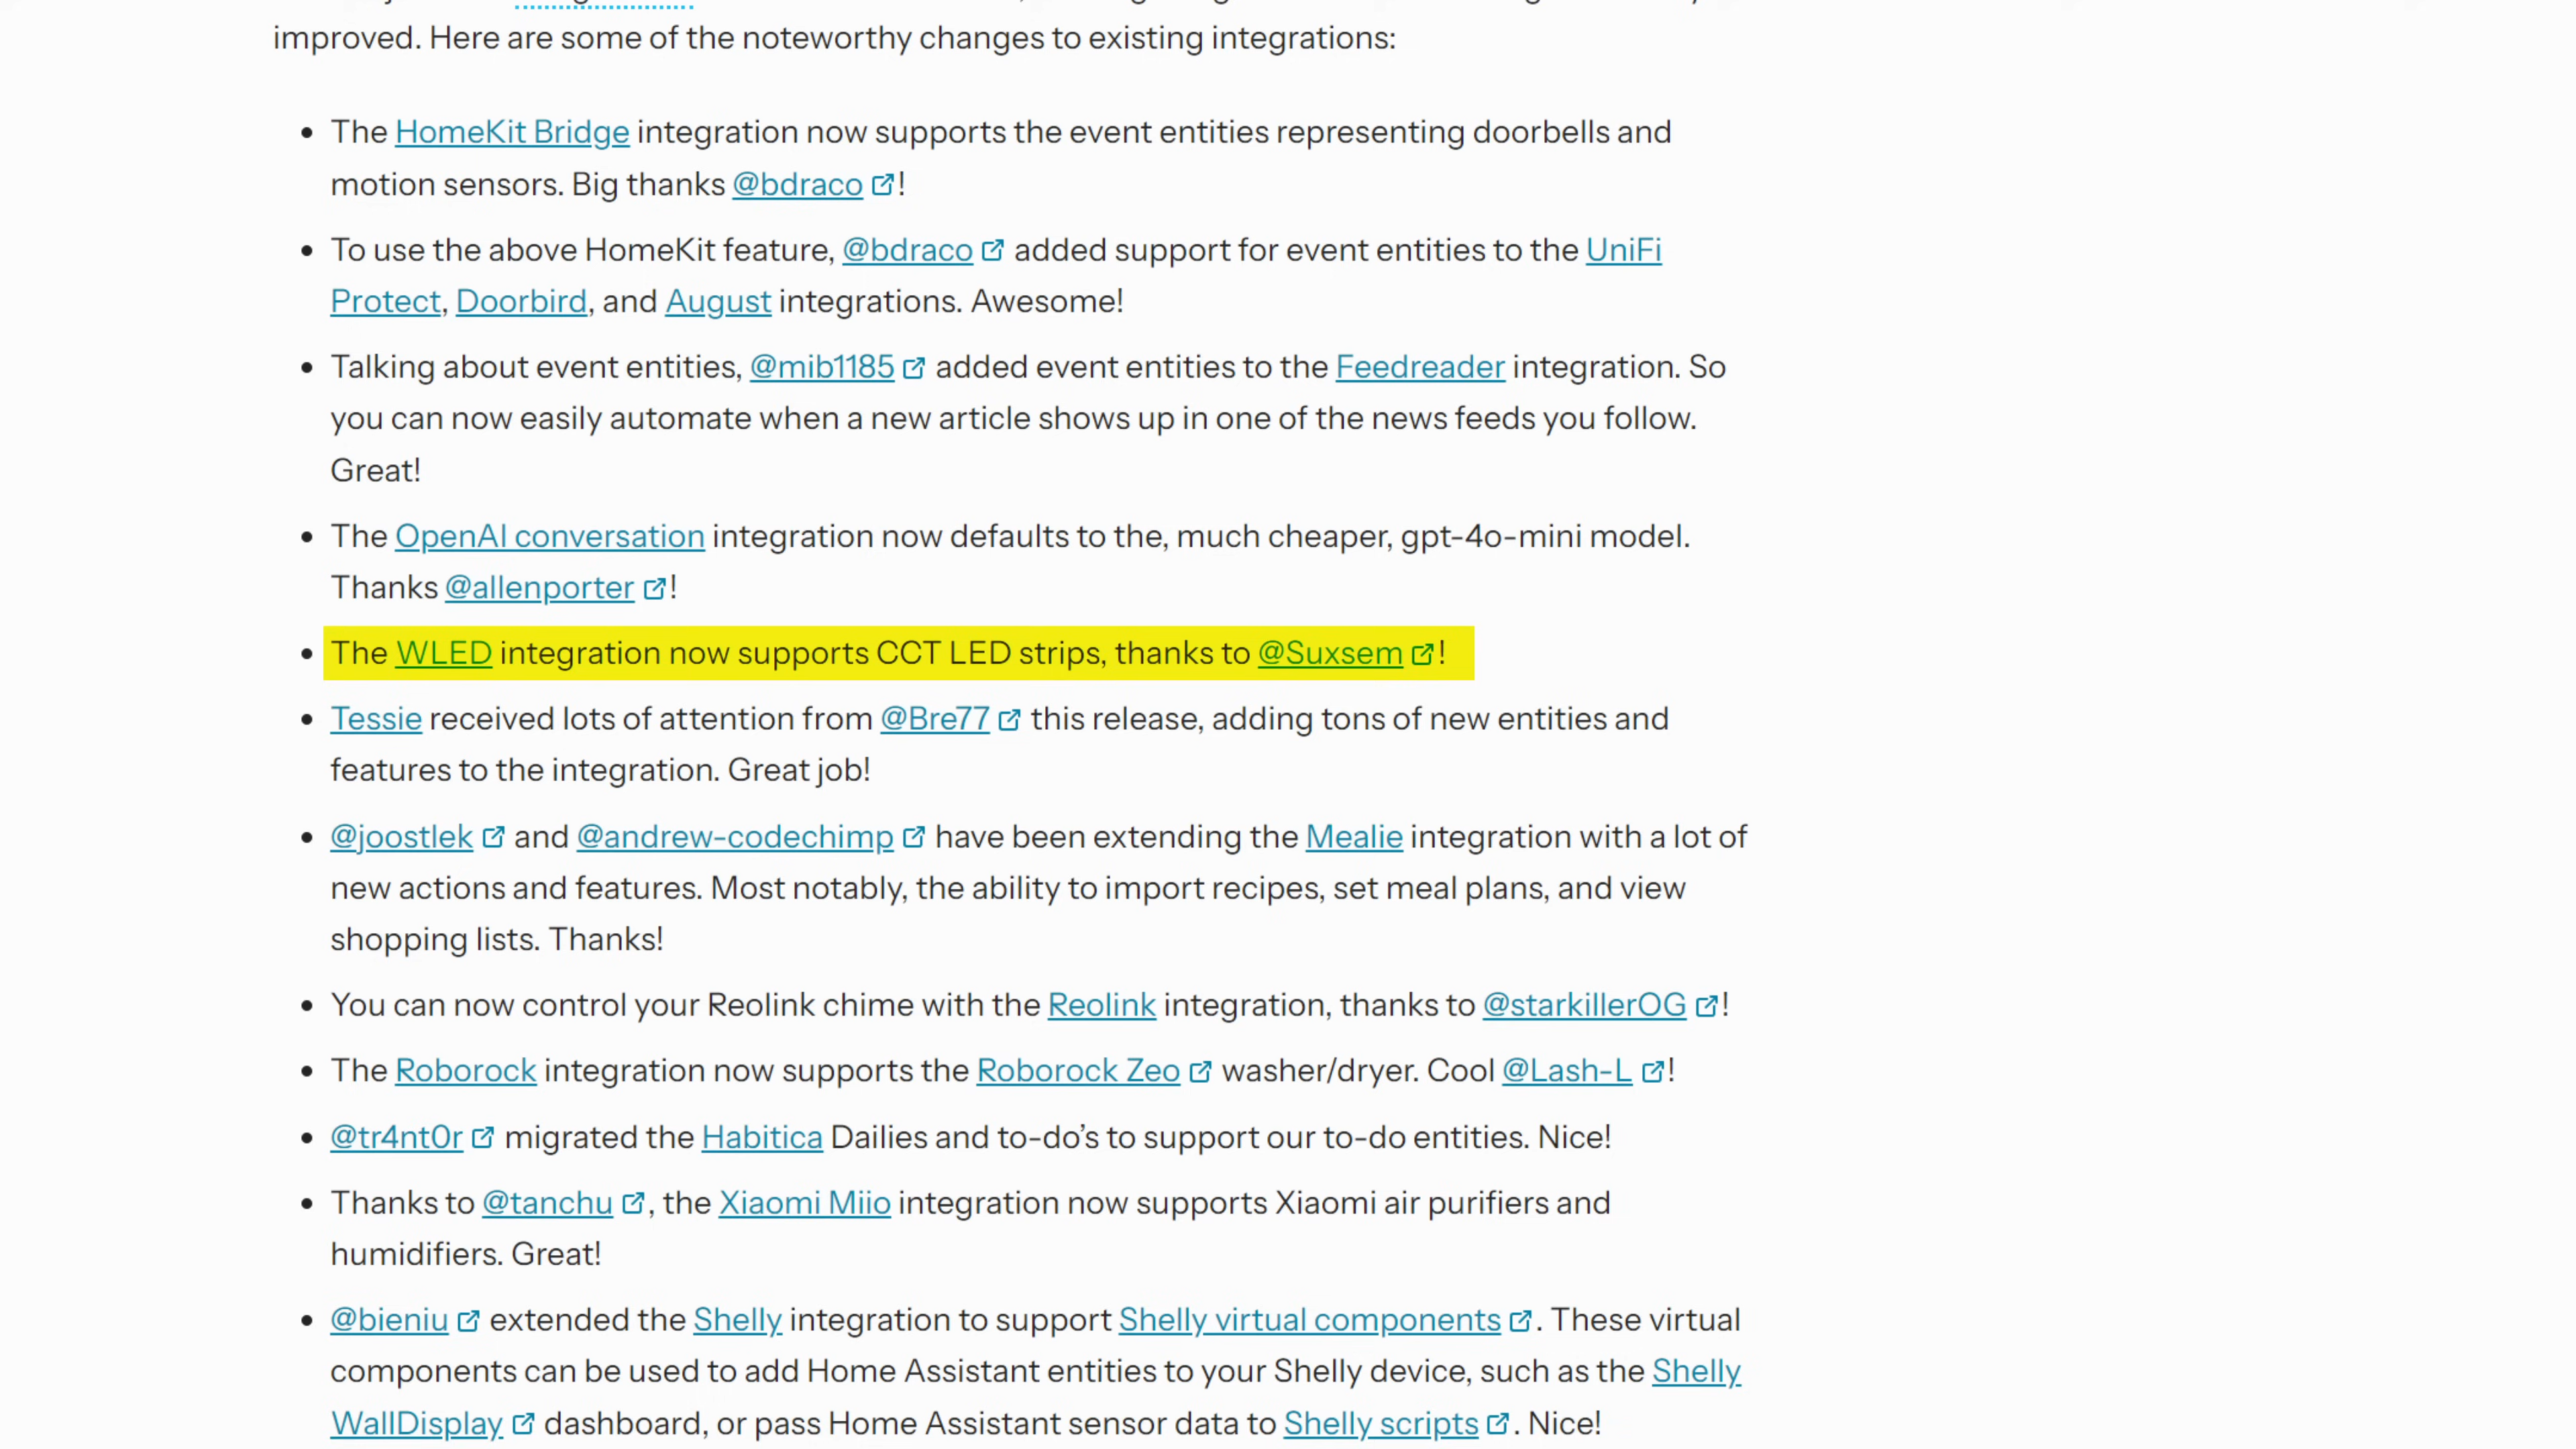 improved. Here are some of the noteworthy changes to existing integrations:
• The HomeKit Bridge integration now supports the event entities representing doorbells and
motion sensors. Big thanks @bdraco !
• To use the above HomeKit feature, @bdraco added support for event entities to the UniFi
Protect, Doorbird, and August integrations. Awesome!
• Talking about event entities, @mib1185 added event entities to the Feedreader integration. So
you can now easily automate when a new article shows up in one of the news feeds you follow.
Great!
• The OpenAI conversation integration now defaults to the, much cheaper, gpt-4o-mini model.
Thanks @allenporter !
• The WLED integration now supports CCT LED strips, thanks to @Suxsem !
• Tessie received lots of attention from @Bre77 this release, adding tons of new entities and
features to the integration. Great job!
• @joostlek and @andrew-codechimp have been extending the Mealie integration with a lot of
new actions and features. Most notably, the ability to import recipes, set meal plans, and view
shopping lists. Thanks!
• You can now control your Reolink chime with the Reolink integration, thanks to @starkillerOG !
• The Roborock integration now supports the Roborock Zeo washer/dryer. Cool @Lash-L !
• @tr4nt0r migrated the Habitica Dailies and to-do’s to support our to-do entities. Nice!
• Thanks to @tanchu , the Xiaomi Miio integration now supports Xiaomi air purifiers and
humidifiers. Great!
• @bieniu extended the Shelly integration to support Shelly virtual components . These virtual
components can be used to add Home Assistant entities to your Shelly device, such as the Shelly
WallDisplay dashboard, or pass Home Assistant sensor data to Shelly scripts . Nice!